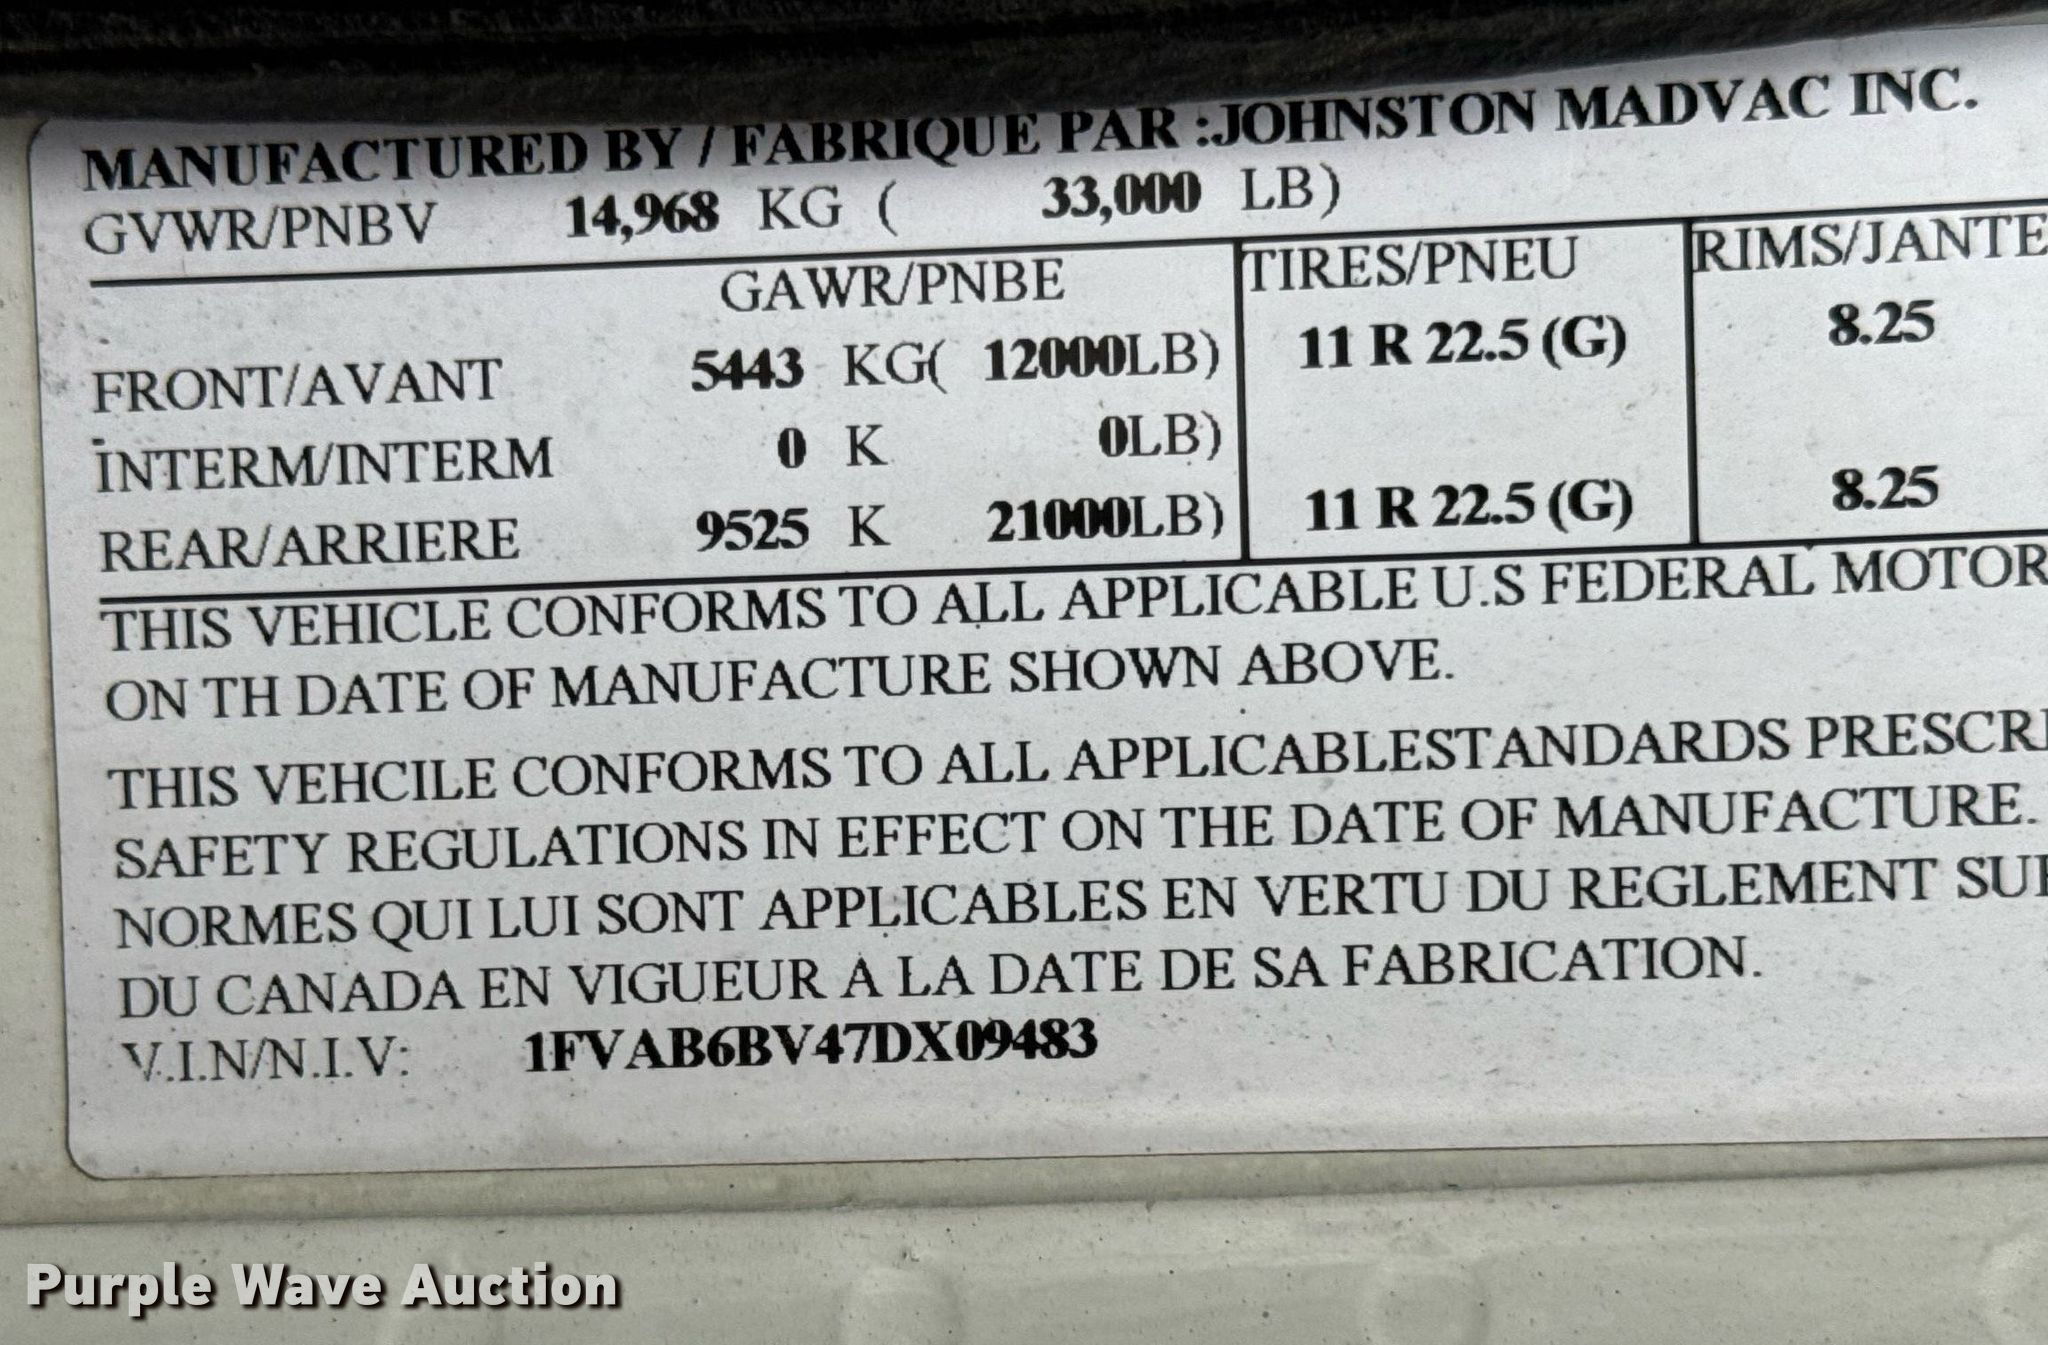 MANUFACTURED BY / FABRIQUE PAR :JOHNSTON MADVAC INC.
GVWR/PNBV 14,968 KG ( 33,000 LB)
GAWR/PNBE TIRES/PNEU RIMS/JANTE
FRONT/AVANT 5443 KG( 12000LB) 11 R 22.5 (G) 8.25
INTERM/INTERM 0 K 0LB)
REAR/ARRIERE 9525 K 21000LB) 11 R 22.5 (G) 8.25
THIS VEHICLE CONFORMS TO ALL APPLICABLE U.S FEDERAL MOTOR
ON TH DATE OF MANUFACTURE SHOWN ABOVE.
THIS VEHCILE CONFORMS TO ALL APPLICABLESTANDARDS PRESCRI
SAFETY REGULATIONS IN EFFECT ON THE DATE OF MANUFACTURE.
NORMES QUI LUI SONT APPLICABLES EN VERTU DU REGLEMENT SUR
DU CANADA EN VIGUEUR A LA DATE DE SA FABRICATION.
V.I.N/N.I.V: 1FVAB6BV47DX09483
Purple Wave Auction